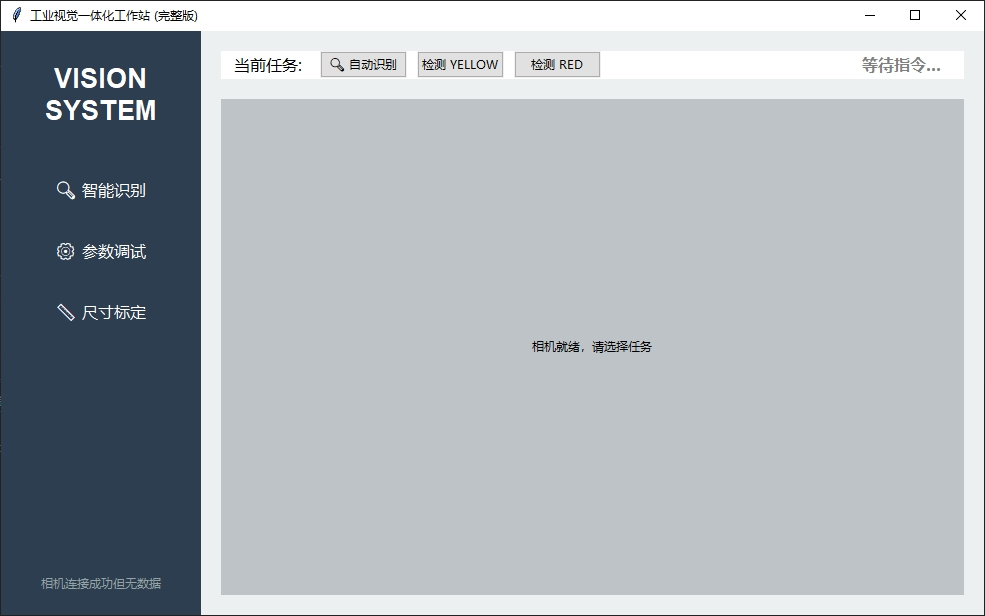 工业视觉一体化工作站 (完整版)
VISION
SYSTEM
智能识别
参数调试
尺寸标定
相机连接成功但无数据
当前任务: 自动识别 检测 YELLOW 检测 RED 等待指令...
相机就绪，请选择任务